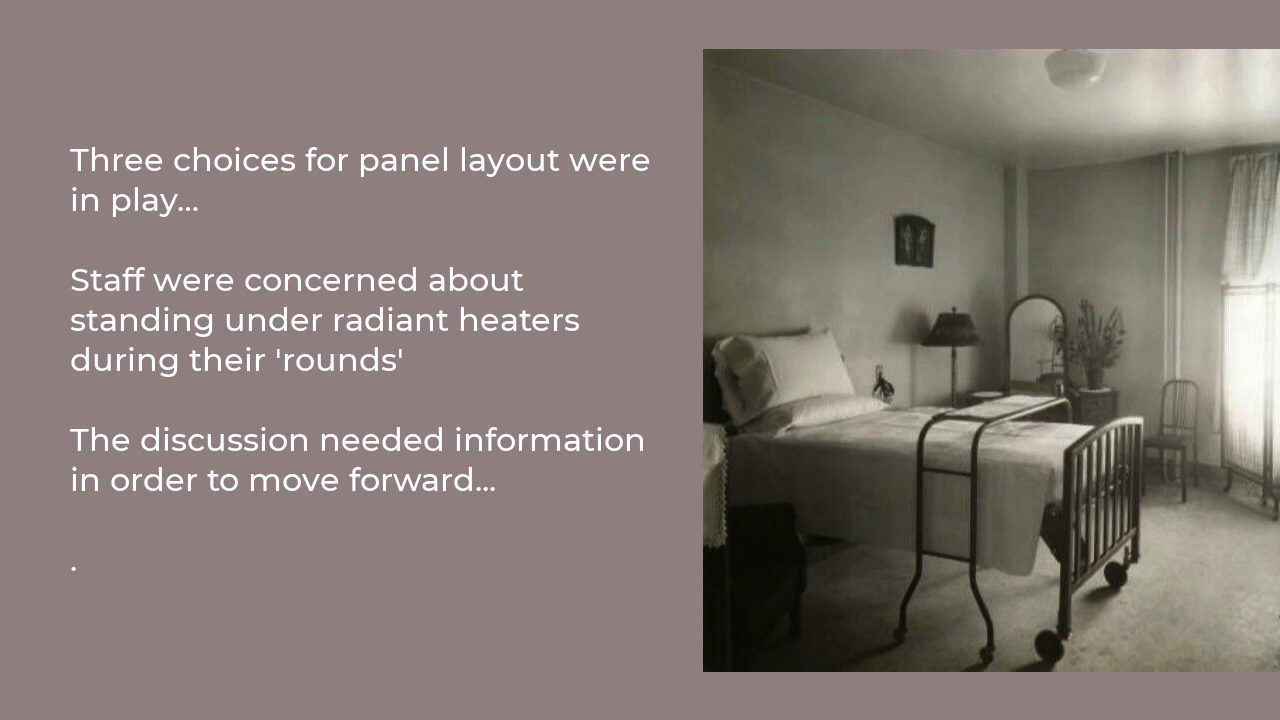 Three choices for panel layout were
in play...
Staff were concerned about
standing under radiant heaters
during their 'rounds'
The discussion needed information
in order to move forward...
.